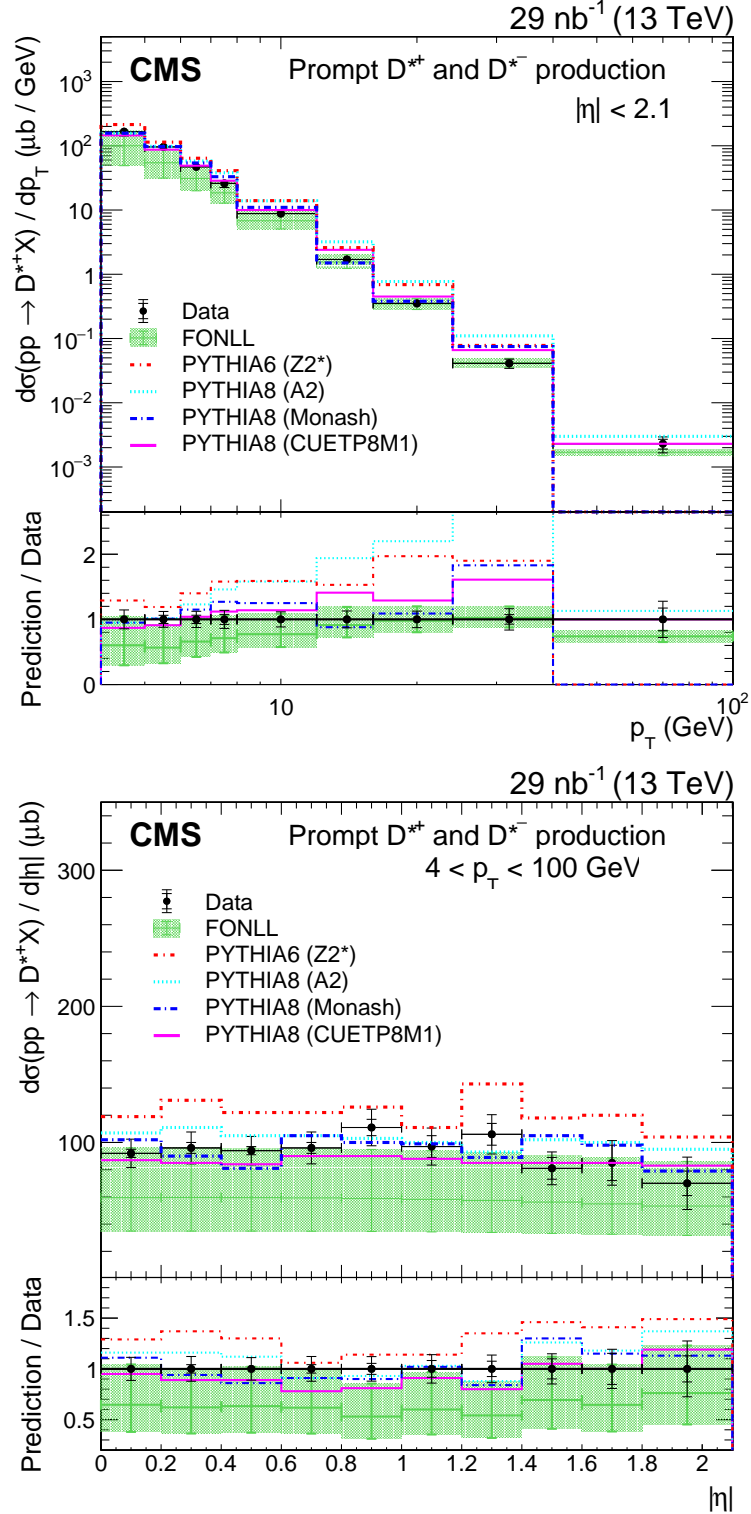 29 nb⁻¹ (13 TeV)
CMS Prompt D*⁺ and D*⁻ production
|η| < 2.1
dσ(pp → D*⁺X) / dp_T (μb / GeV)
10³
10²
10
1
10⁻¹
10⁻²
10⁻³
Data
FONLL
PYTHIA6 (Z2*)
PYTHIA8 (A2)
PYTHIA8 (Monash)
PYTHIA8 (CUETP8M1)
Prediction / Data
2
1
0
10 10²
p_T (GeV)
29 nb⁻¹ (13 TeV)
CMS Prompt D*⁺ and D*⁻ production
4 < p_T < 100 GeV
dσ(pp → D*⁺X) / d|η| (μb)
300
200
100
Data
FONLL
PYTHIA6 (Z2*)
PYTHIA8 (A2)
PYTHIA8 (Monash)
PYTHIA8 (CUETP8M1)
Prediction / Data
1.5
1
0.5
0 0.2 0.4 0.6 0.8 1 1.2 1.4 1.6 1.8 2
|η|